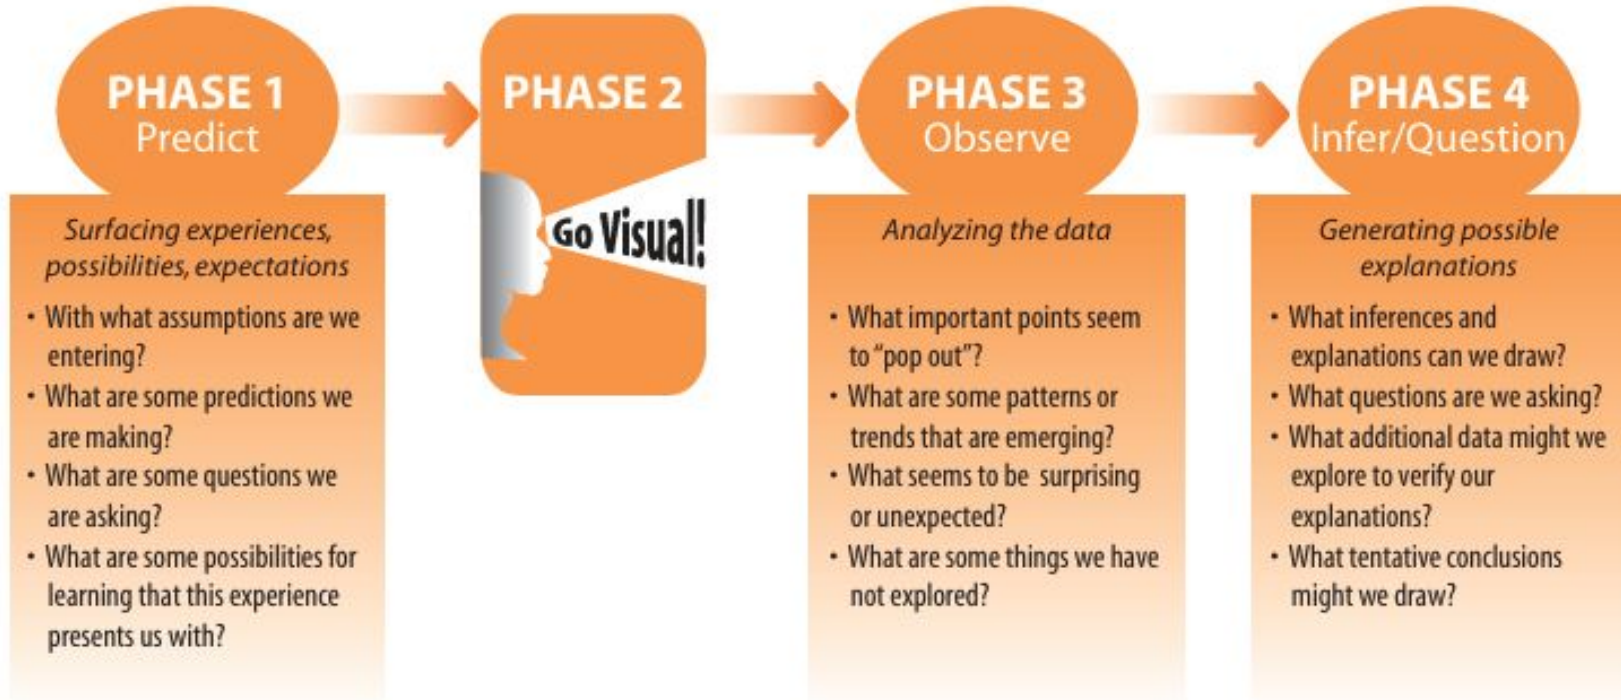 PHASE 1
Predict
Surfacing experiences,
possibilities, expectations
• With what assumptions are we
entering?
• What are some predictions we
are making?
• What are some questions we
are asking?
• What are some possibilities for
learning that this experience
presents us with?
PHASE 2
Go Visual!
PHASE 3
Observe
Analyzing the data
• What important points seem
to “pop out”?
• What are some patterns or
trends that are emerging?
• What seems to be surprising
or unexpected?
• What are some things we have
not explored?
PHASE 4
Infer/Question
Generating possible
explanations
• What inferences and
explanations can we draw?
• What questions are we asking?
• What additional data might we
explore to verify our
explanations?
• What tentative conclusions
might we draw?